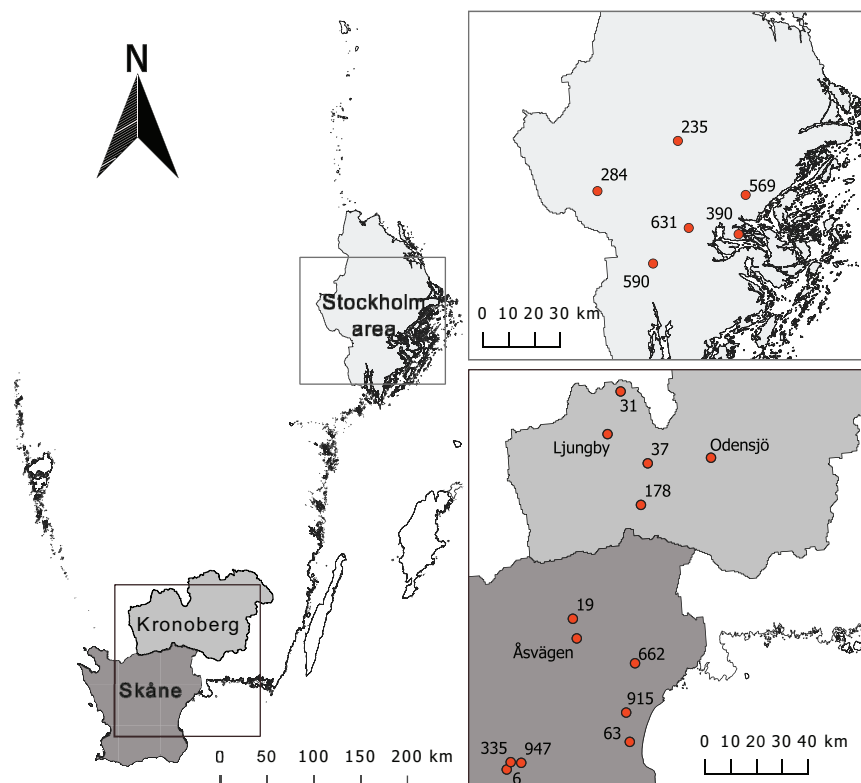 N
Stockholm
area
Kronoberg
Skåne
0 50 100 150 200 km
235
284
569
631
390
590
0 10 20 30 km
31
Ljungby
37
Odensjö
178
19
Åsvägen
662
915
63
335
947
6
0 10 20 30 40 km